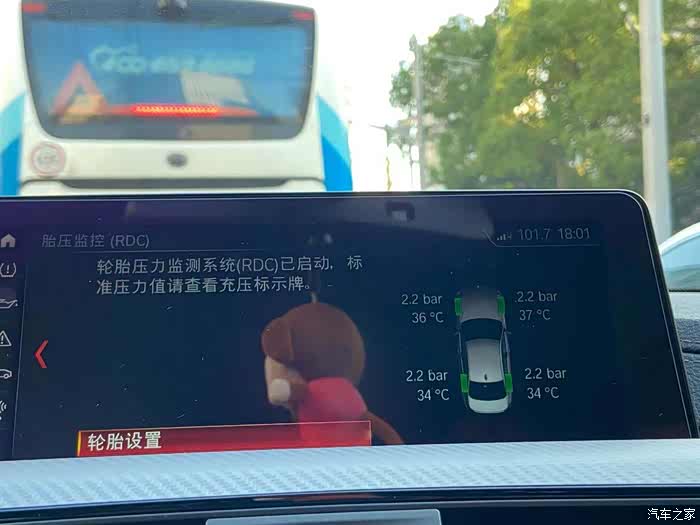 胎压监控 (RDC)
101.7 18:01
轮胎压力监测系统(RDC)已启动, 标
准压力值请查看充压标示牌。
2.2 bar
36 °C
2.2 bar
37 °C
2.2 bar
34 °C
2.2 bar
34 °C
轮胎设置
汽车之家